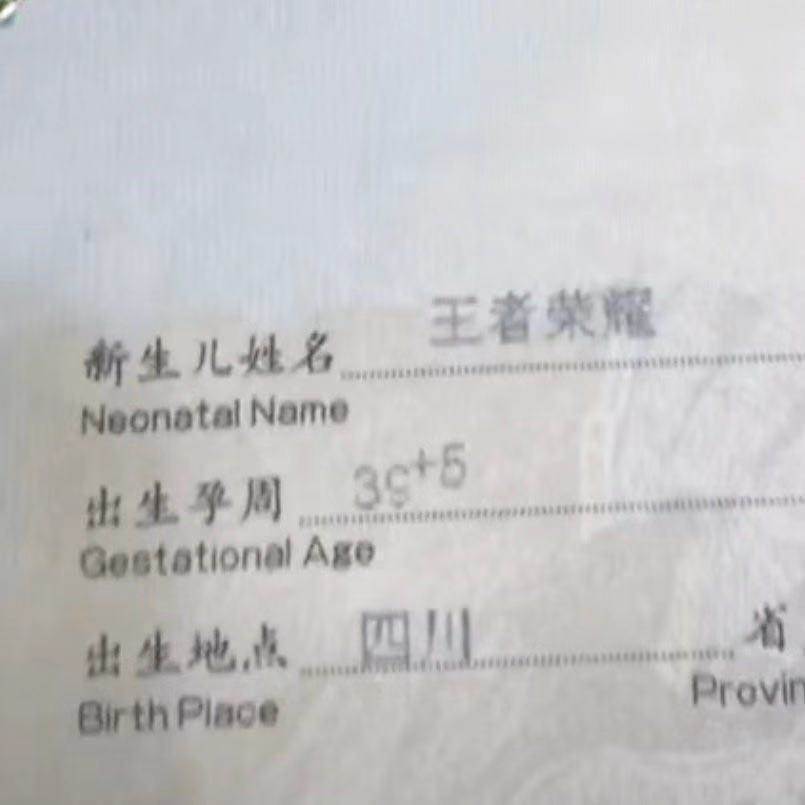 新生儿姓名 王者荣耀
Neonatal Name
出生孕周 39+5
Gestational Age
出生地点 四川 省
Birth Place Provin